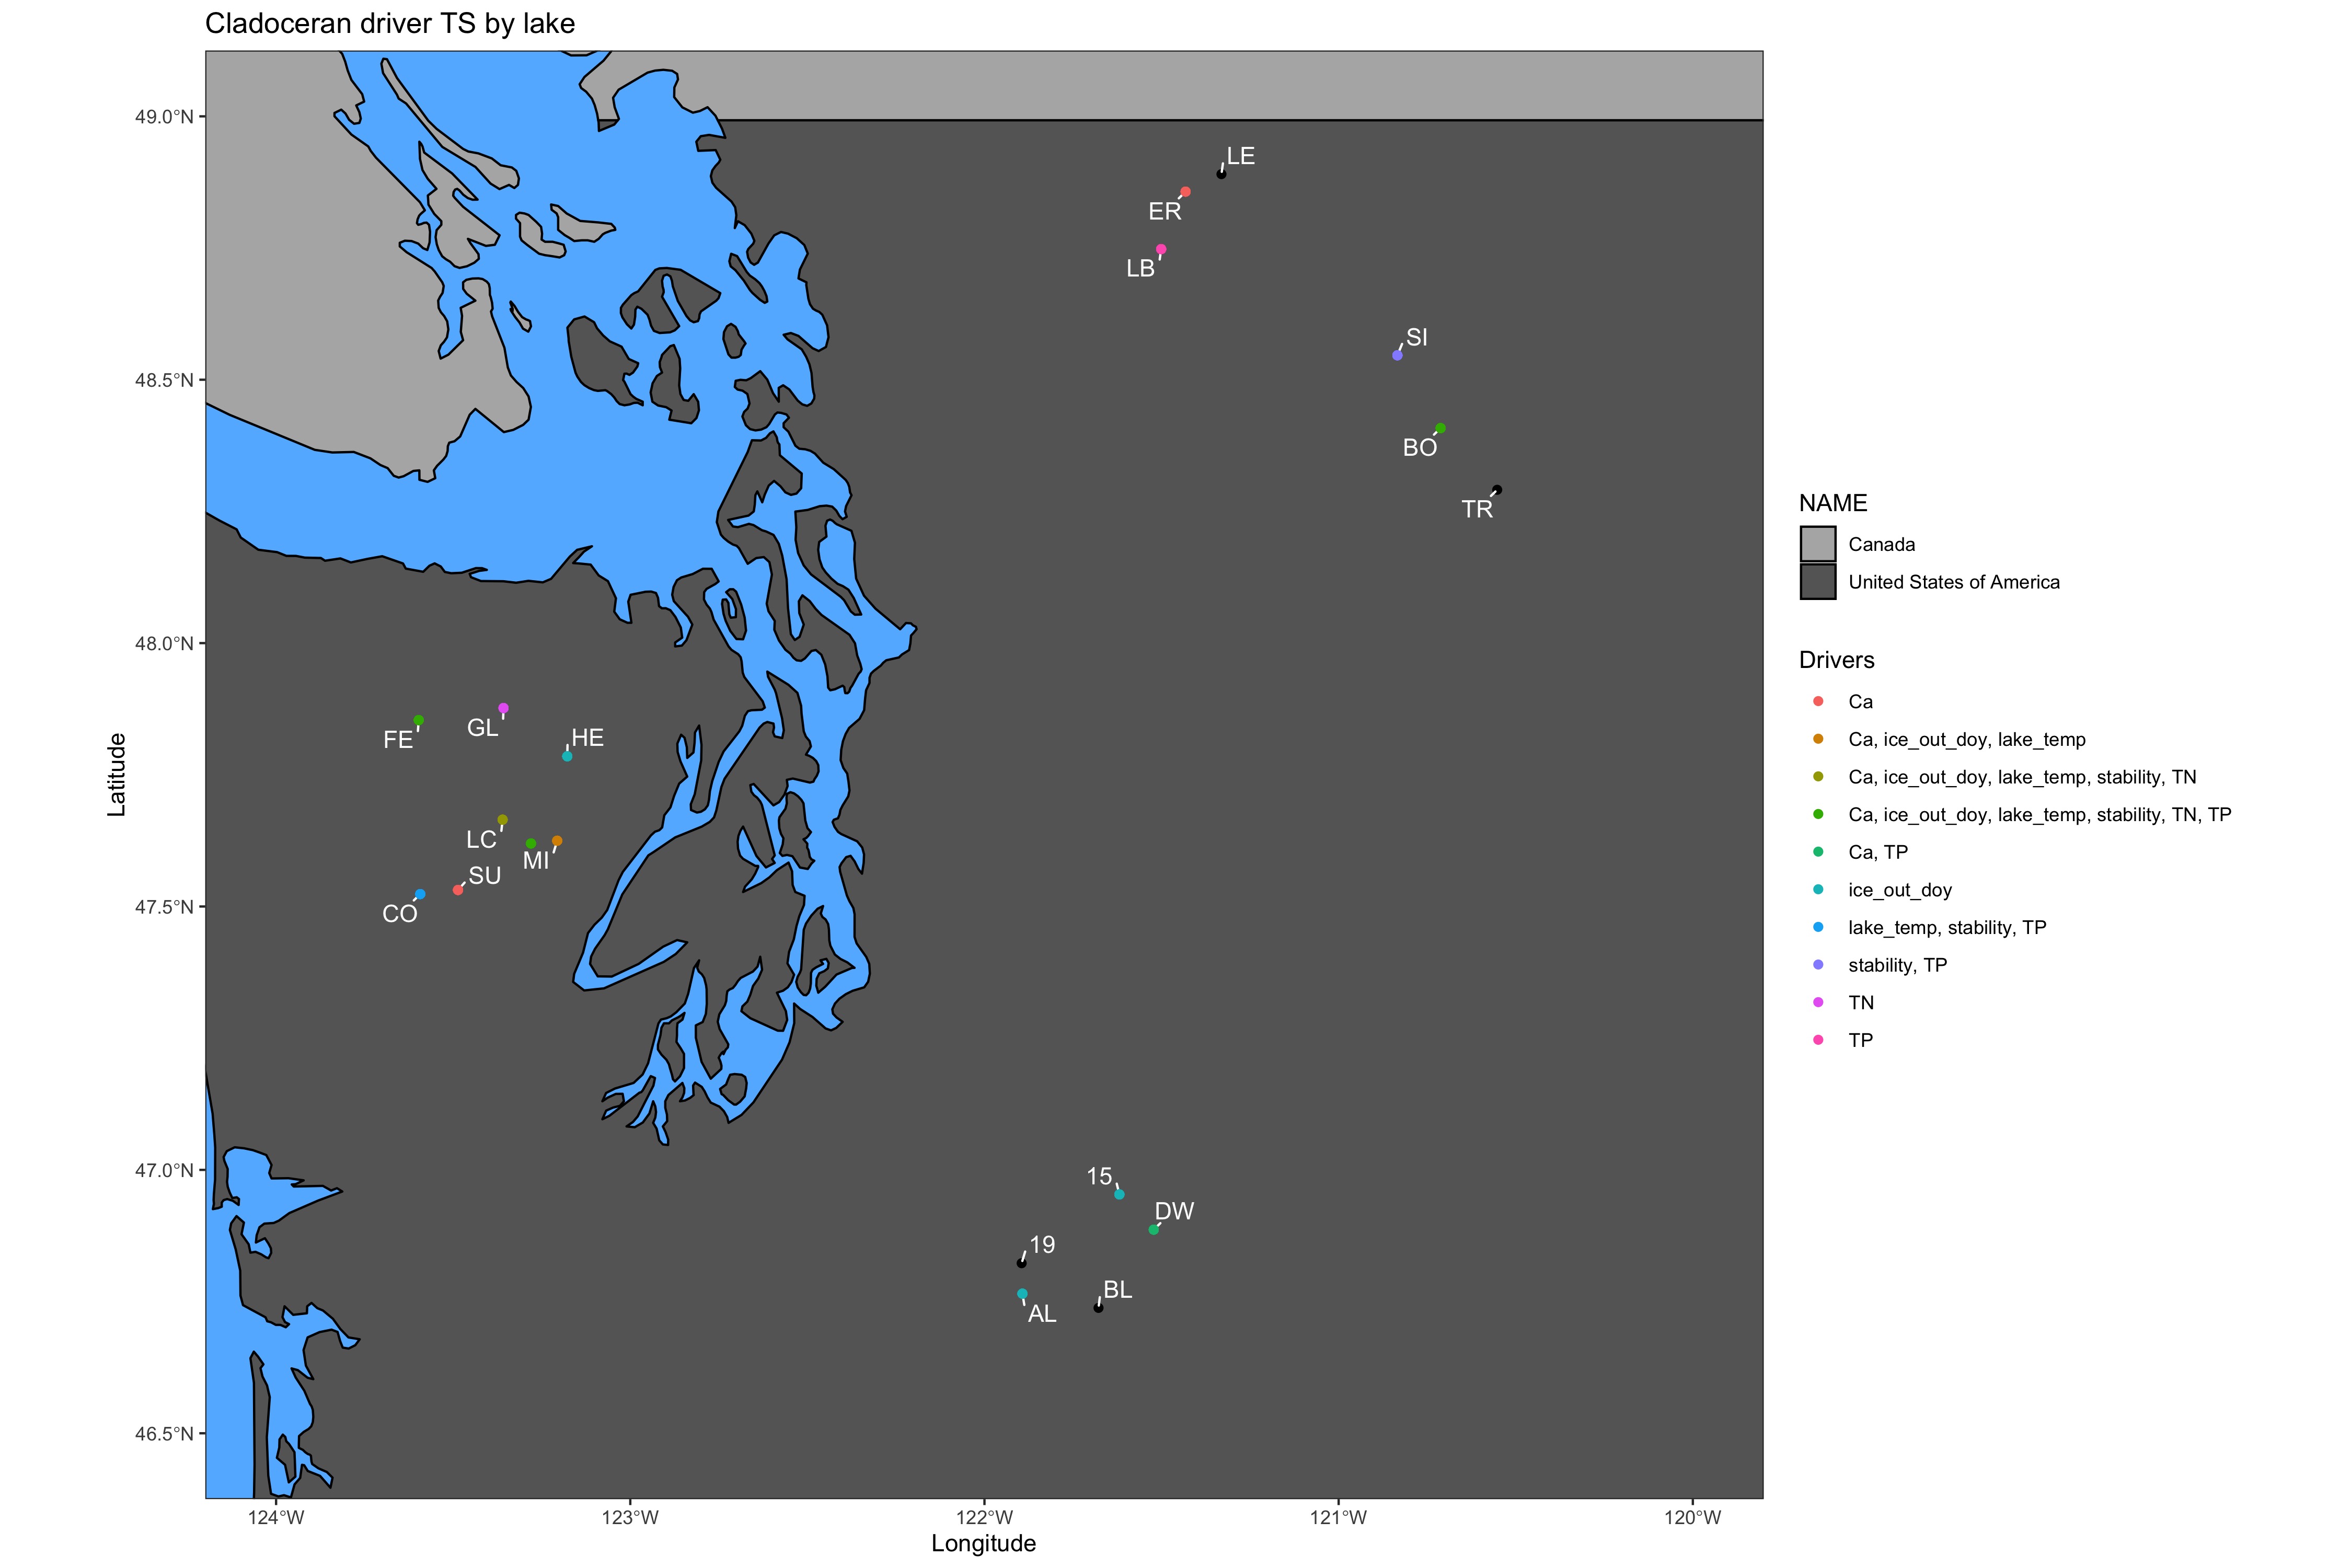 Cladoceran driver TS by lake
49.0°N
48.5°N
48.0°N
47.5°N
47.0°N
46.5°N
Latitude
LE
ER
LB
SI
BO
TR
FE
GL
HE
LC
MI
SU
CO
15
DW
19
BL
AL
124°W
123°W
122°W
121°W
120°W
Longitude
NAME
Canada
United States of America
Drivers
Ca
Ca, ice_out_doy, lake_temp
Ca, ice_out_doy, lake_temp, stability, TN
Ca, ice_out_doy, lake_temp, stability, TN, TP
Ca, TP
ice_out_doy
lake_temp, stability, TP
stability, TP
TN
TP